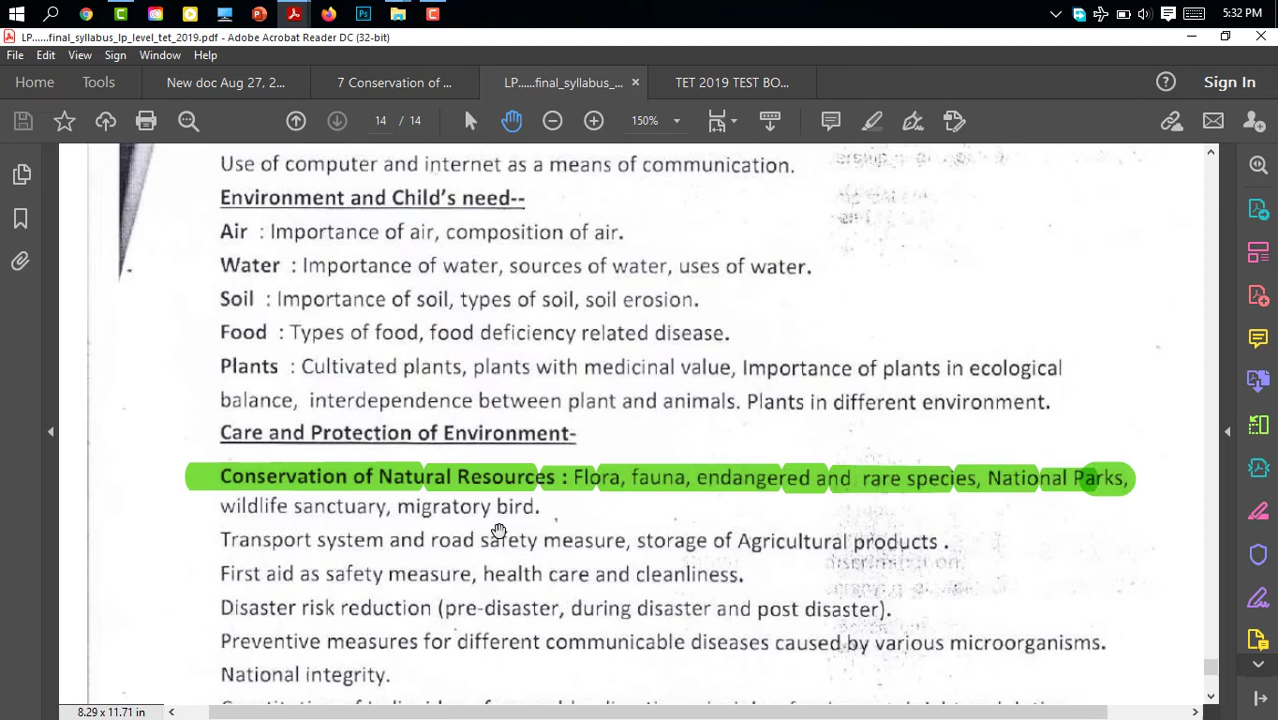 5:32 PM
LP......final_syllabus_lp_level_tet_2019.pdf - Adobe Acrobat Reader DC (32-bit)
File Edit View Sign Window Help
Home Tools New doc Aug 27, 2... 7 Conservation of ... LP......final_syllabus_... × TET 2019 TEST BO... Sign In
14 / 14 150%
Use of computer and internet as a means of communication.
Environment and Child's need--
Air : Importance of air, composition of air.
Water : Importance of water, sources of water, uses of water.
Soil : Importance of soil, types of soil, soil erosion.
Food : Types of food, food deficiency related disease.
Plants : Cultivated plants, plants with medicinal value, Importance of plants in ecological
balance, interdependence between plant and animals. Plants in different environment.
Care and Protection of Environment-
Conservation of Natural Resources : Flora, fauna, endangered and rare species, National Parks,
wildlife sanctuary, migratory bird.
Transport system and road safety measure, storage of Agricultural products .
First aid as safety measure, health care and cleanliness.
Disaster risk reduction (pre-disaster, during disaster and post disaster).
Preventive measures for different communicable diseases caused by various microorganisms.
National integrity.
8.29 x 11.71 in